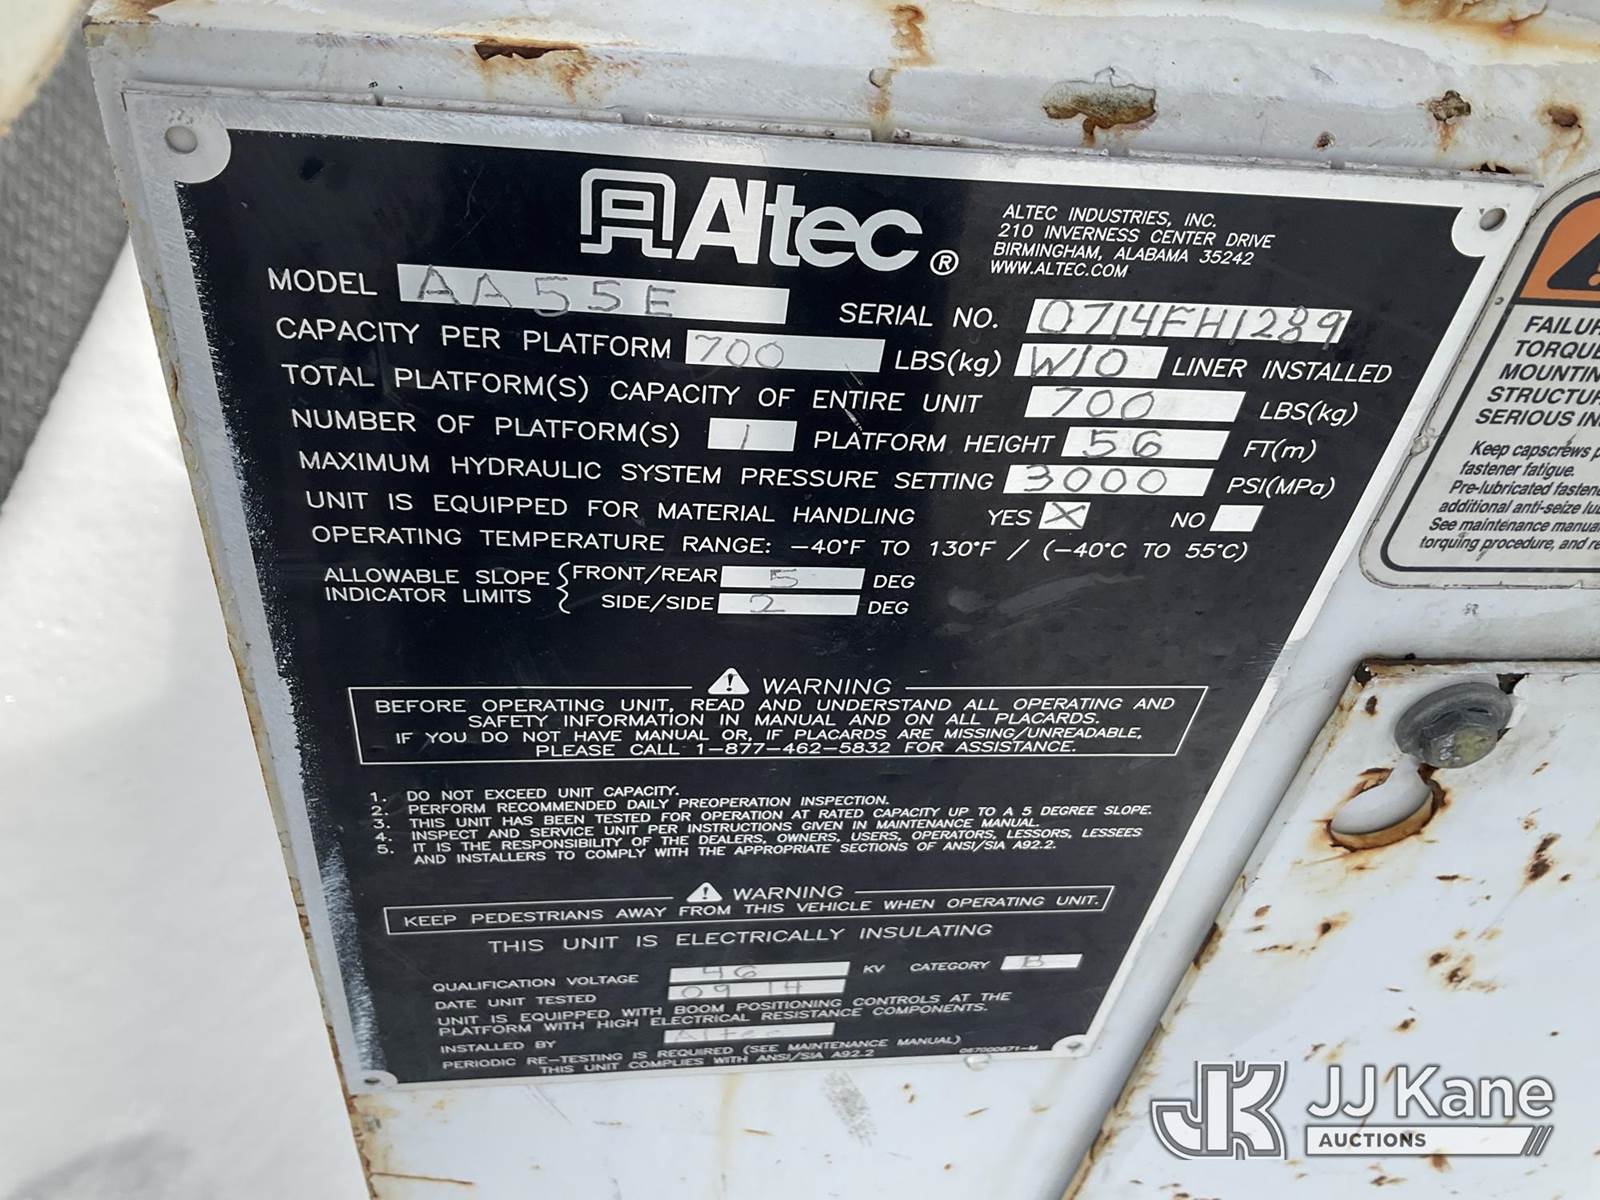 Altec®
ALTEC INDUSTRIES, INC.
210 INVERNESS CENTER DRIVE
BIRMINGHAM, ALABAMA 35242
WWW.ALTEC.COM
MODEL AA55E SERIAL NO. 0714FH1289
CAPACITY PER PLATFORM 700 LBS(kg) W/O LINER INSTALLED
TOTAL PLATFORM(S) CAPACITY OF ENTIRE UNIT 700 LBS(kg)
NUMBER OF PLATFORM(S) 1 PLATFORM HEIGHT 56 FT(m)
MAXIMUM HYDRAULIC SYSTEM PRESSURE SETTING 3000 PSI(MPa)
UNIT IS EQUIPPED FOR MATERIAL HANDLING YES X NO
OPERATING TEMPERATURE RANGE: -40°F TO 130°F / (-40°C TO 55°C)
ALLOWABLE SLOPE INDICATOR LIMITS
FRONT/REAR 5 DEG
SIDE/SIDE 2 DEG
WARNING
BEFORE OPERATING UNIT, READ AND UNDERSTAND ALL OPERATING AND
SAFETY INFORMATION IN MANUAL AND ON ALL PLACARDS.
IF YOU DO NOT HAVE MANUAL OR, IF PLACARDS ARE MISSING/UNREADABLE,
PLEASE CALL 1-877-462-5832 FOR ASSISTANCE.
1. DO NOT EXCEED UNIT CAPACITY.
2. PERFORM RECOMMENDED DAILY PREOPERATION INSPECTION.
3. THIS UNIT HAS BEEN TESTED FOR OPERATION AT RATED CAPACITY UP TO A 5 DEGREE SLOPE.
4. INSPECT AND SERVICE UNIT PER INSTRUCTIONS GIVEN IN MAINTENANCE MANUAL.
5. IT IS THE RESPONSIBILITY OF THE DEALERS, OWNERS, USERS, OPERATORS, LESSORS, LESSEES
AND INSTALLERS TO COMPLY WITH THE APPROPRIATE SECTIONS OF ANSI/SIA A92.2.
WARNING
KEEP PEDESTRIANS AWAY FROM THIS VEHICLE WHEN OPERATING UNIT.
THIS UNIT IS ELECTRICALLY INSULATING
QUALIFICATION VOLTAGE 46 KV CATEGORY B
DATE UNIT TESTED 09 14
UNIT IS EQUIPPED WITH BOOM POSITIONING CONTROLS AT THE
PLATFORM WITH HIGH ELECTRICAL RESISTANCE COMPONENTS.
INSTALLED BY Altec
PERIODIC RE-TESTING IS REQUIRED (SEE MAINTENANCE MANUAL)
THIS UNIT COMPLIES WITH ANSI/SIA A92.2
067000671-M
FAILUR
TORQUE
MOUNTIN
STRUCTUR
SERIOUS IN
Keep capscrews
fastener fatigue.
Pre-lubricated fasten
additional anti-seize lu
See maintenance manua
torquing procedure, and re
JJ Kane
AUCTIONS